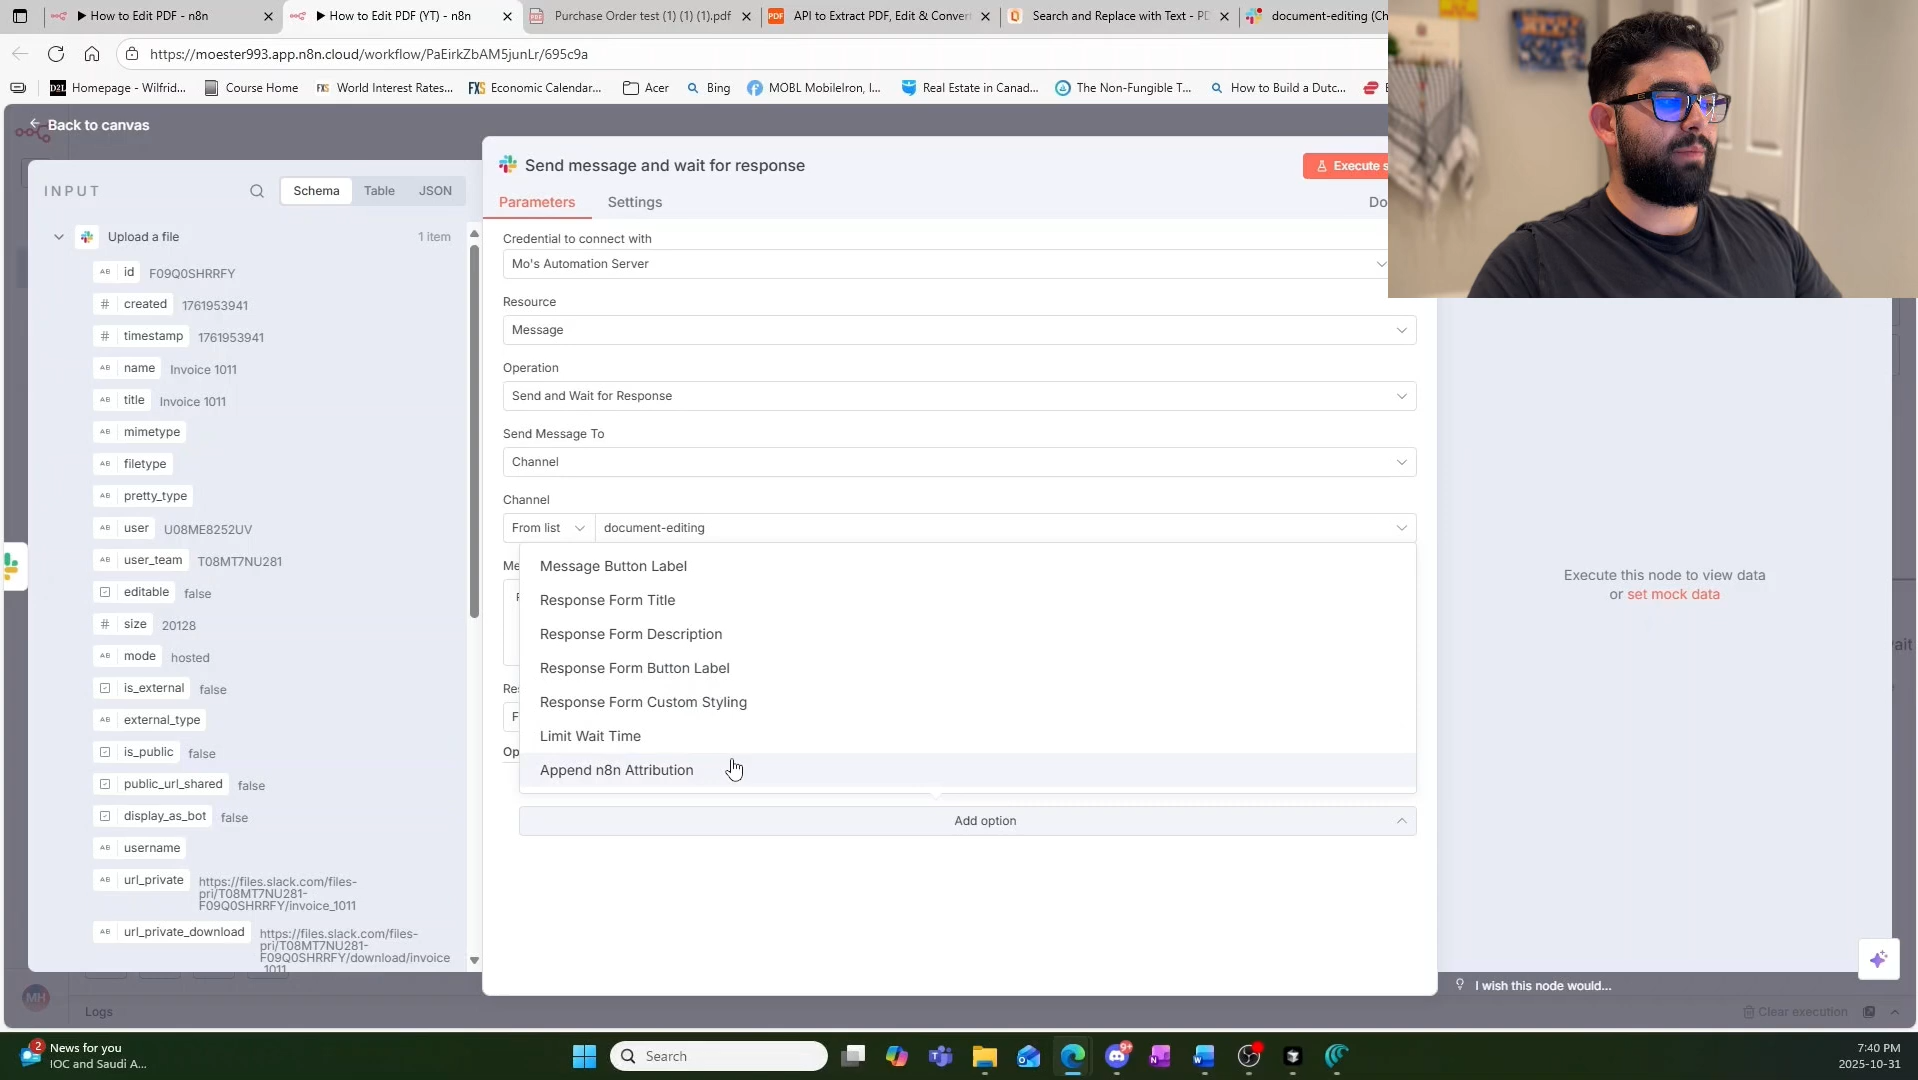 How to Edit PDF - n8n
How to Edit PDF (YT) - n8n
Purchase Order test (1) (1) (1).pdf
API to Extract PDF, Edit & Conver
Search and Replace with Text - PD
document-editing (Ch
https://moester993.app.n8n.cloud/workflow/PaEirkZbAM5junLr/695c9a
Homepage - Wilfrid...
Course Home
World Interest Rates...
Economic Calendar...
Acer
Bing
MOBL MobileIron, I...
Real Estate in Canad...
The Non-Fungible T...
How to Build a Dutc...
Back to canvas
INPUT
Schema
Table
JSON
Upload a file
1 item
id F09Q0SHRRFY
created 1761953941
timestamp 1761953941
name Invoice 1011
title Invoice 1011
mimetype
filetype
pretty_type
user U08ME8252UV
user_team T08MT7NU281
editable false
size 20128
mode hosted
is_external false
external_type
is_public false
public_url_shared false
display_as_bot false
username
url_private https://files.slack.com/files-
pri/T08MT7NU281-
F09Q0SHRRFY/invoice_1011
url_private_download https://files.slack.com/files-
pri/T08MT7NU281-
F09Q0SHRRFY/download/invoice
_1011
Send message and wait for response
Execute s
Parameters
Settings
Do
Credential to connect with
Mo's Automation Server
Resource
Message
Operation
Send and Wait for Response
Send Message To
Channel
Channel
From list
document-editing
Me
Message Button Label
Response Form Title
Response Form Description
Response Form Button Label
Res
Response Form Custom Styling
F
Limit Wait Time
Op
Append n8n Attribution
Add option
Execute this node to view data
or set mock data
ait
I wish this node would...
MH
Logs
Clear execution
2
News for you
IOC and Saudi A...
Search
9+
7:40 PM
2025-10-31